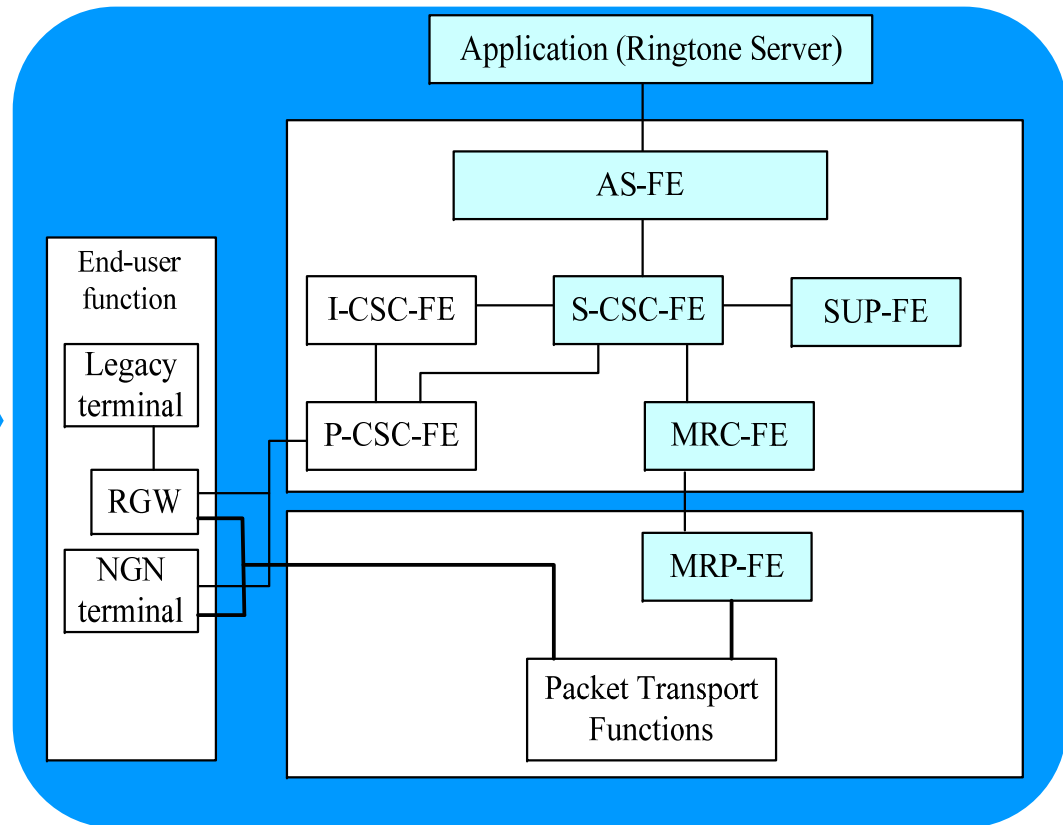 Application (Ringtone Server)
AS-FE
End-user
function
I-CSC-FE
S-CSC-FE
SUP-FE
Legacy
terminal
P-CSC-FE
MRC-FE
RGW
NGN
terminal
MRP-FE
Packet Transport
Functions